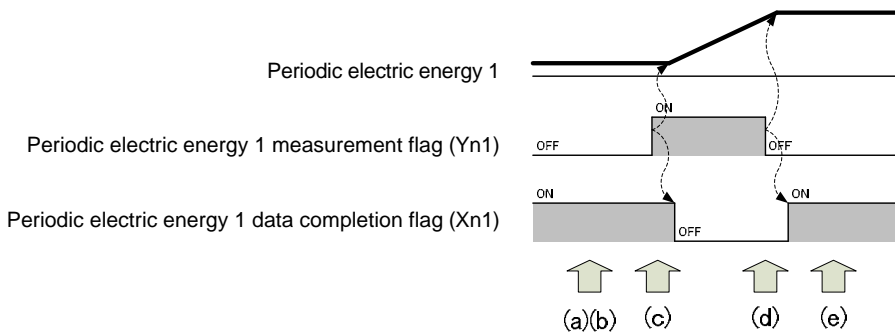 Periodic electric energy 1
ON
Periodic electric energy 1 measurement flag (Yn1)
OFF
OFF
ON
ON
Periodic electric energy 1 data completion flag (Xn1)
OFF
(a)(b)
(c)
(d)
(e)